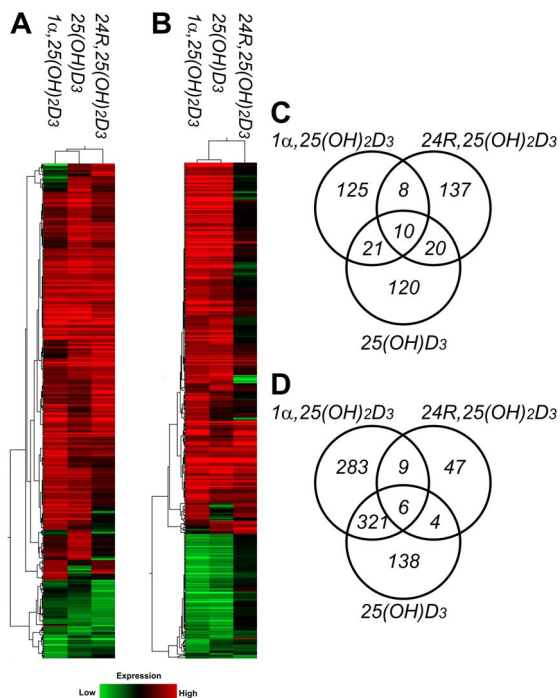 A
1α,25(OH)2D3
25(OH)D3
24R,25(OH)2D3
B
1α,25(OH)2D3
25(OH)D3
24R,25(OH)2D3
C
1α,25(OH)2D3 24R,25(OH)2D3
125 8 137
10
21 20
120
25(OH)D3
D
1α,25(OH)2D3 24R,25(OH)2D3
283 9 47
6
321 4
138
25(OH)D3
Expression
Low High